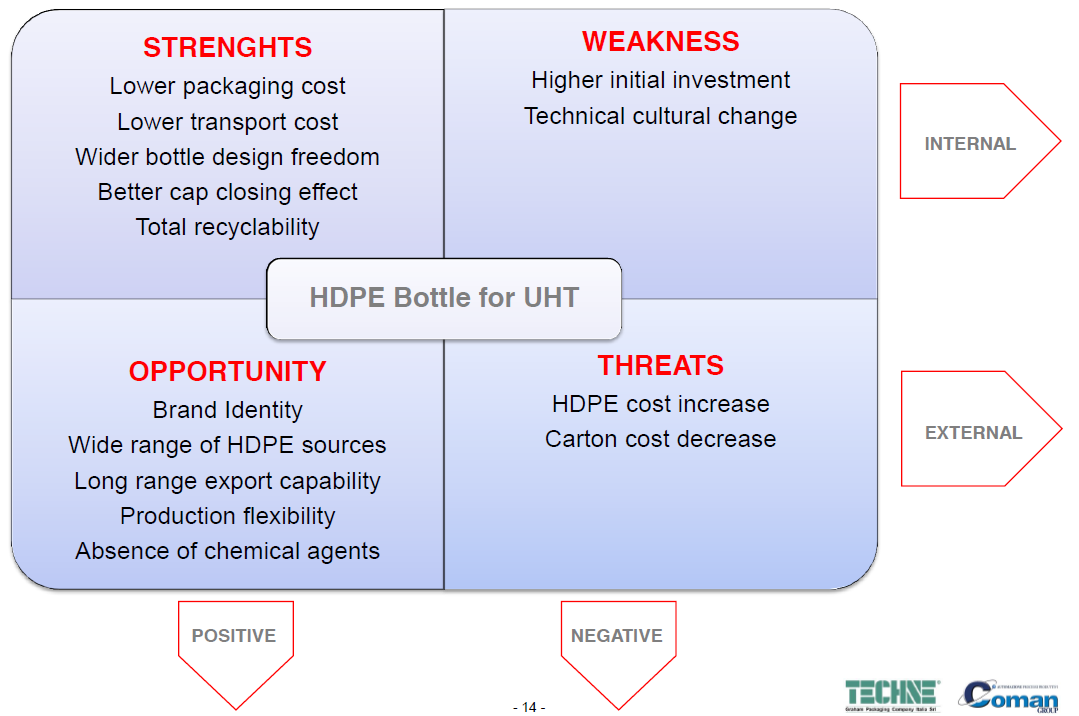 STRENGHTS
Lower packaging cost
Lower transport cost
Wider bottle design freedom
Better cap closing effect
Total recyclability
WEAKNESS
Higher initial investment
Technical cultural change
INTERNAL
HDPE Bottle for UHT
OPPORTUNITY
Brand Identity
Wide range of HDPE sources
Long range export capability
Production flexibility
Absence of chemical agents
THREATS
HDPE cost increase
Carton cost decrease
EXTERNAL
POSITIVE
NEGATIVE
- 14 -
TECHNE
Graham Packaging Company Italia Srl
Coman
GROUP